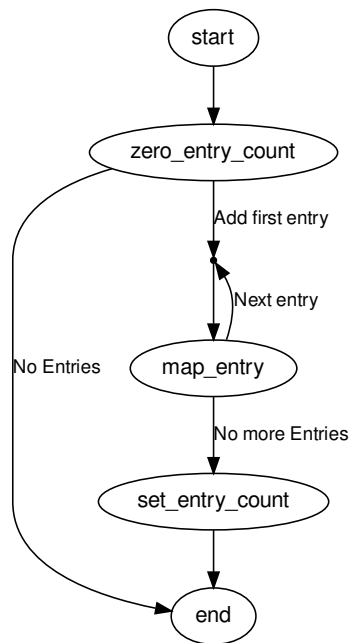 start
zero_entry_count
Add first entry
Next entry
No Entries
map_entry
No more Entries
set_entry_count
end